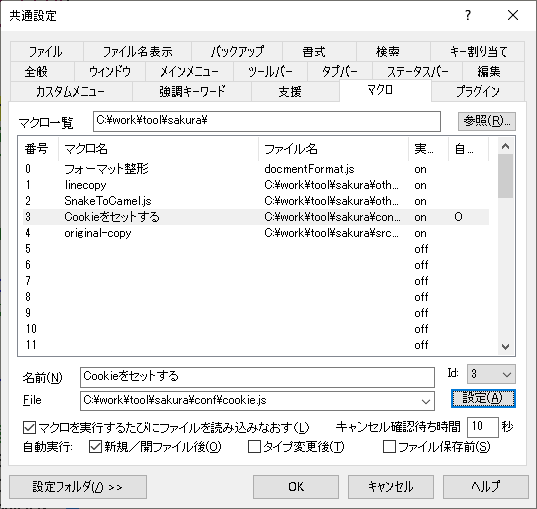 共通設定 ? ×
ファイル ファイル名表示 バックアップ 書式 検索 キー割り当て
全般 ウィンドウ メインメニュー ツールバー タブバー ステータスバー 編集
カスタムメニュー 強調キーワード 支援 マクロ プラグイン
マクロ一覧 C:¥work¥tool¥sakura¥ 参照(R)...
番号 マクロ名 ファイル名 実... 自...
0 フォーマット整形 docmentFormat.js on
1 linecopy C:¥work¥tool¥sakura¥oth... on
2 SnakeToCamel.js C:¥work¥tool¥sakura¥oth... on
3 Cookieをセットする C:¥work¥tool¥sakura¥con... on O
4 original-copy C:¥work¥tool¥sakura¥src... on
5 off
6 off
7 off
8 off
9 off
10 off
11 off
名前(N) Cookieをセットする Id: 3
File C:¥work¥tool¥sakura¥conf¥cookie.js 設定(A)
マクロを実行するたびにファイルを読み込みなおす(L) キャンセル確認待ち時間 10 秒
自動実行: 新規／開ファイル後(O) タイプ変更後(T) ファイル保存前(S)
設定フォルダ(/) >> OK キャンセル ヘルプ